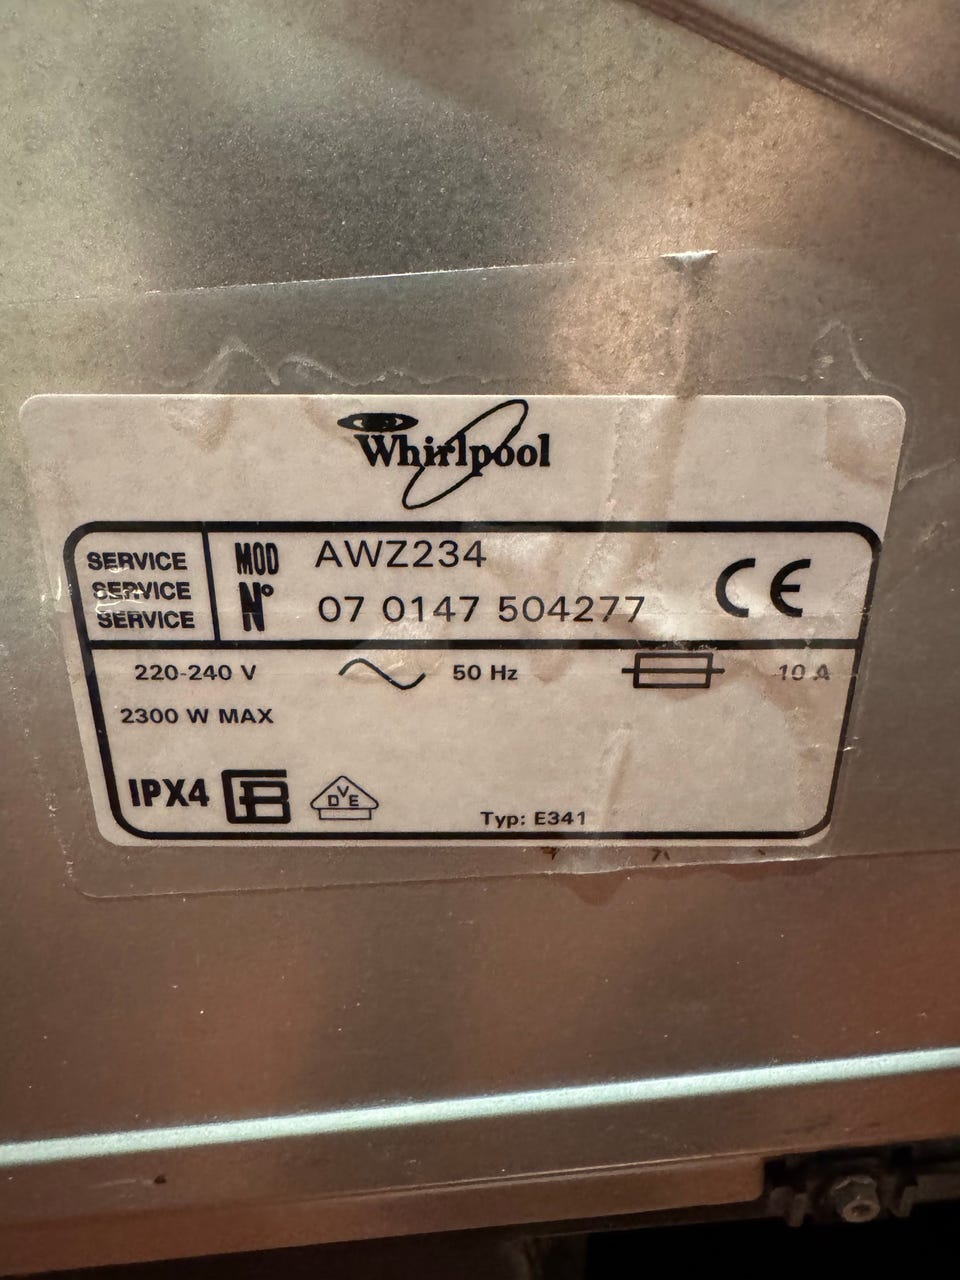 Whirlpool
SERVICE MOD AWZ234
SERVICE
SERVICE N° 07 0147 504277
CE
220-240 V 50 Hz 10 A
2300 W MAX
IPX4 DVE
Typ: E341